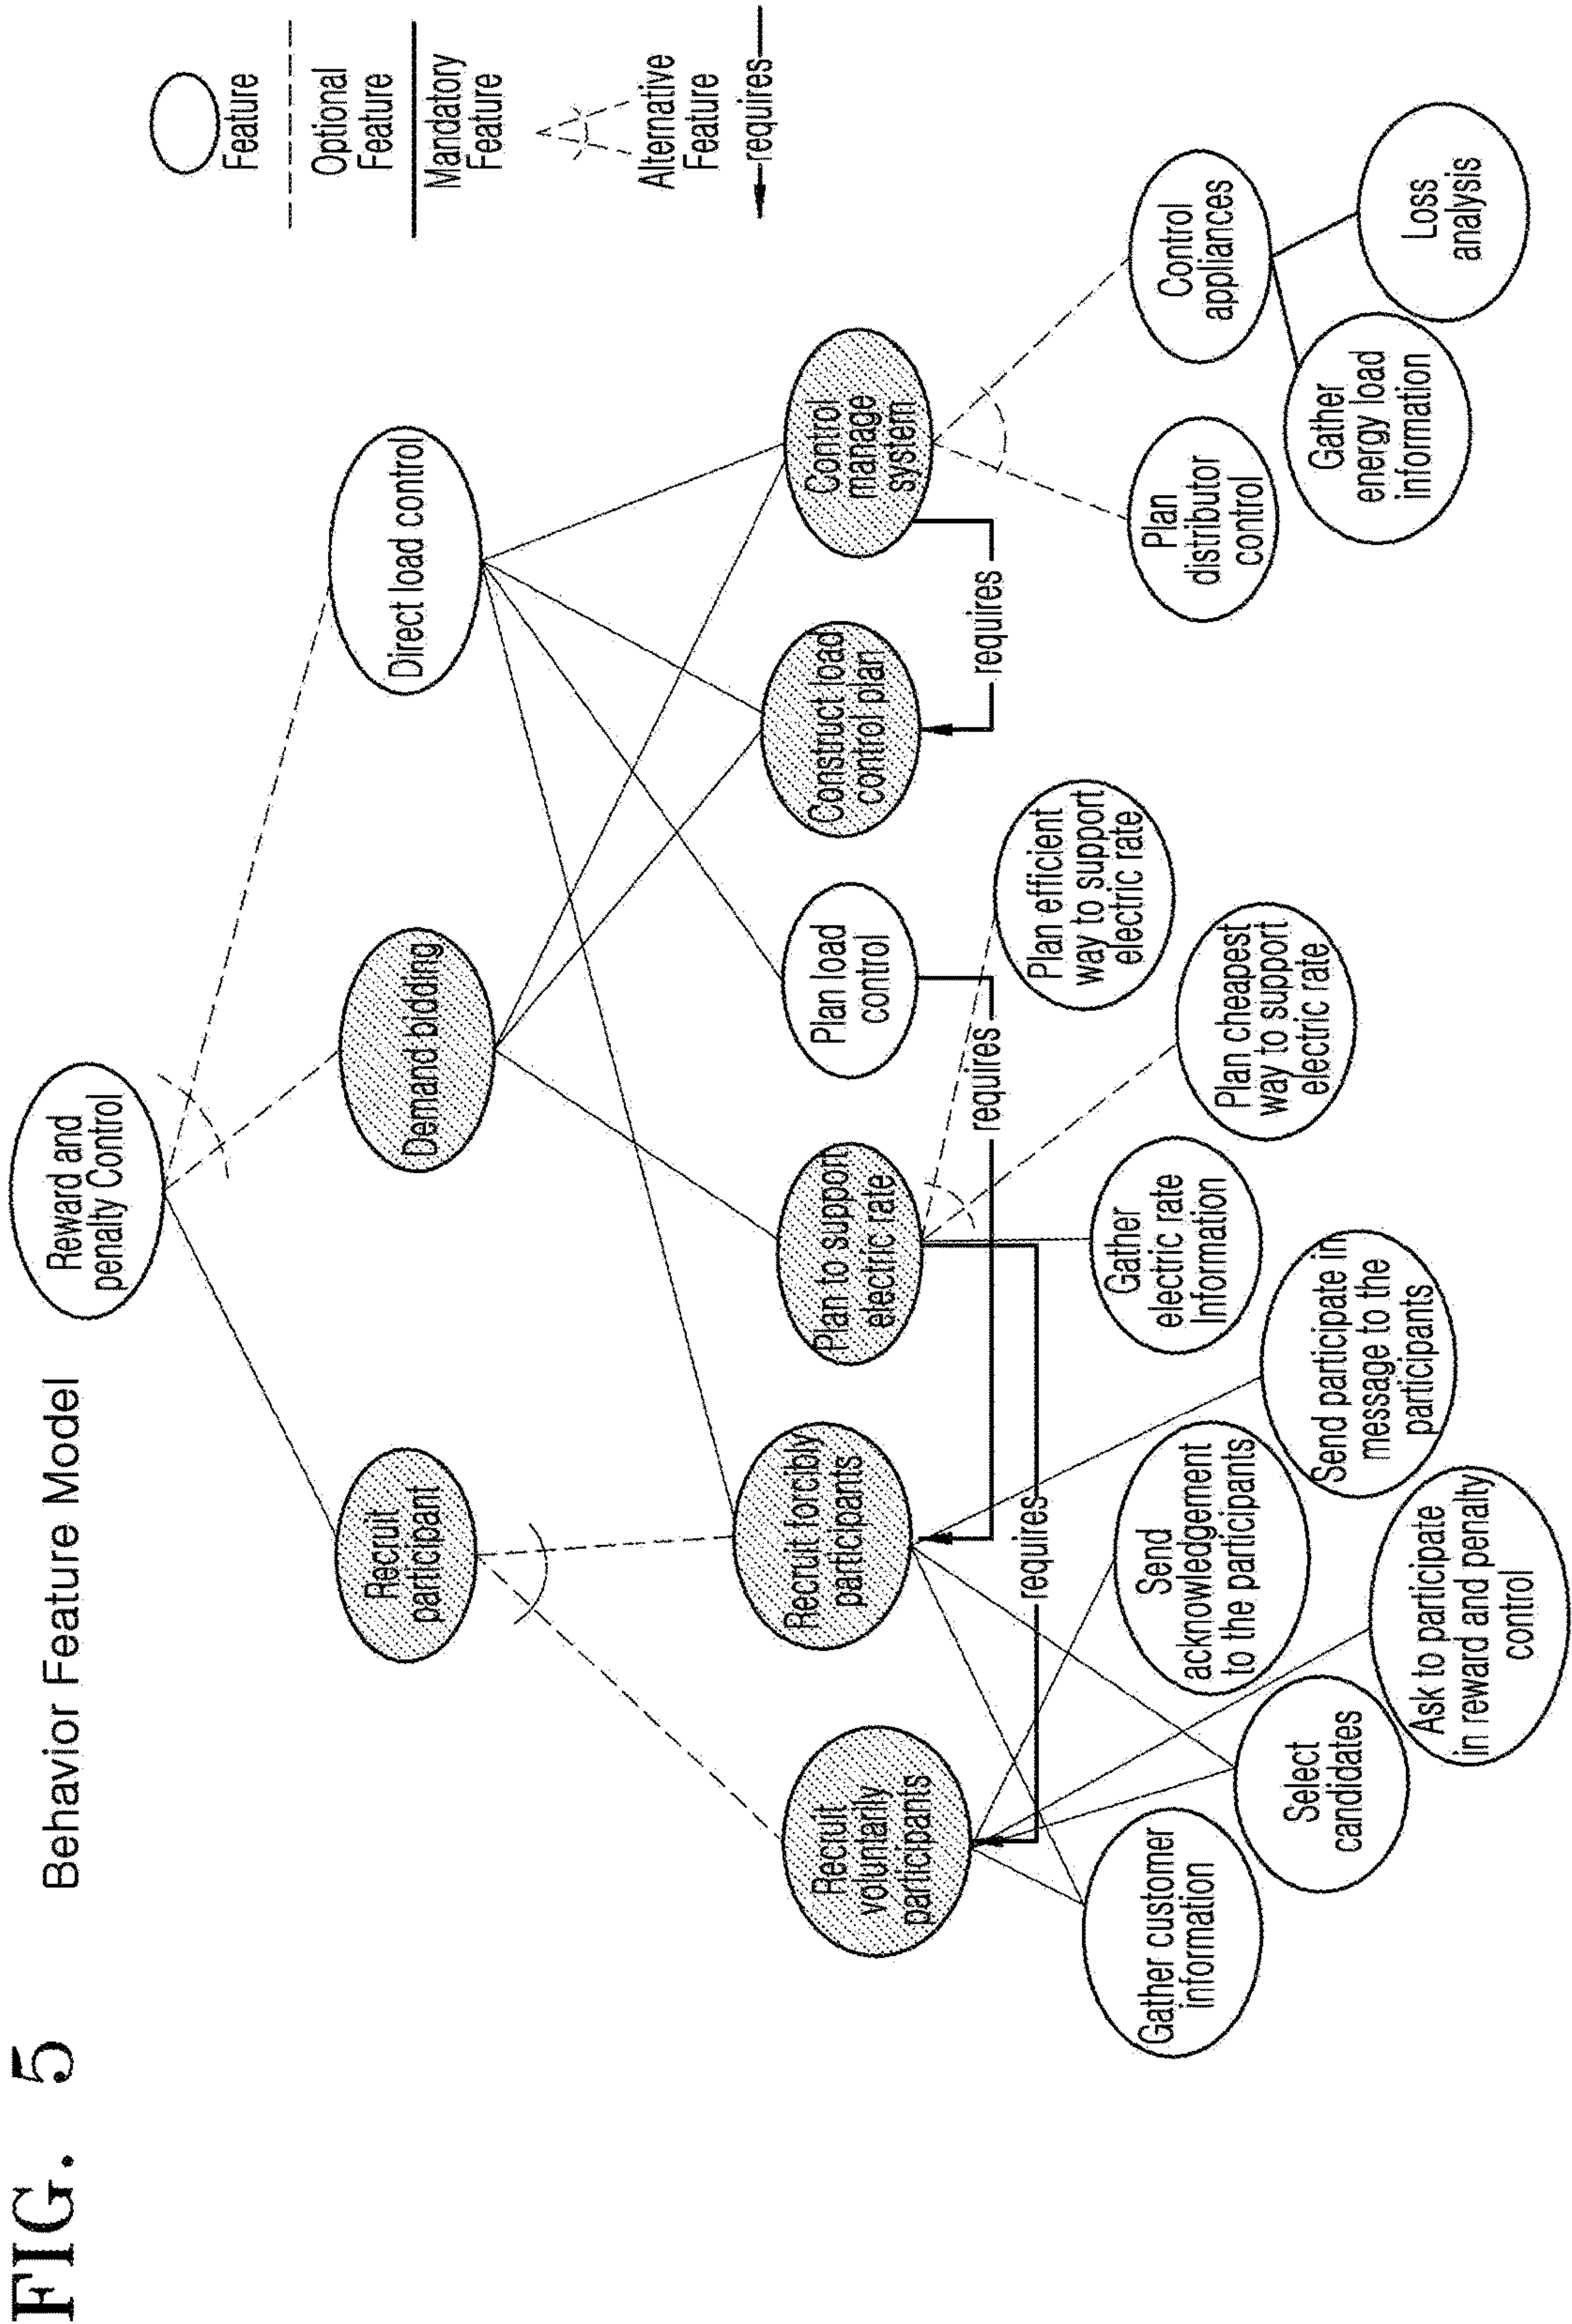 FIG. 5
Behavior Feature Model
Reward and
penalty Control
Recruit
participant
Demand bidding
Direct load control
Recruit
voluntarily
participants
Recruit forcibly
participants
Plan to support
electric rate
Plan load
control
Construct load
control plan
Control
manage
system
requires
requires
requires
Gather customer
information
Select
candidates
Ask to participate
in reward and penalty
control
Send
acknowledgement
to the participants
Send participate in
message to the
participants
Gather
electric rate
Information
Plan cheapest
way to support
electric rate
Plan efficient
way to support
electric rate
Plan
distributor
control
Control
appliances
Gather
energy load
information
Loss
analysis
Feature
Optional
Feature
Mandatory
Feature
Alternative
Feature
requires